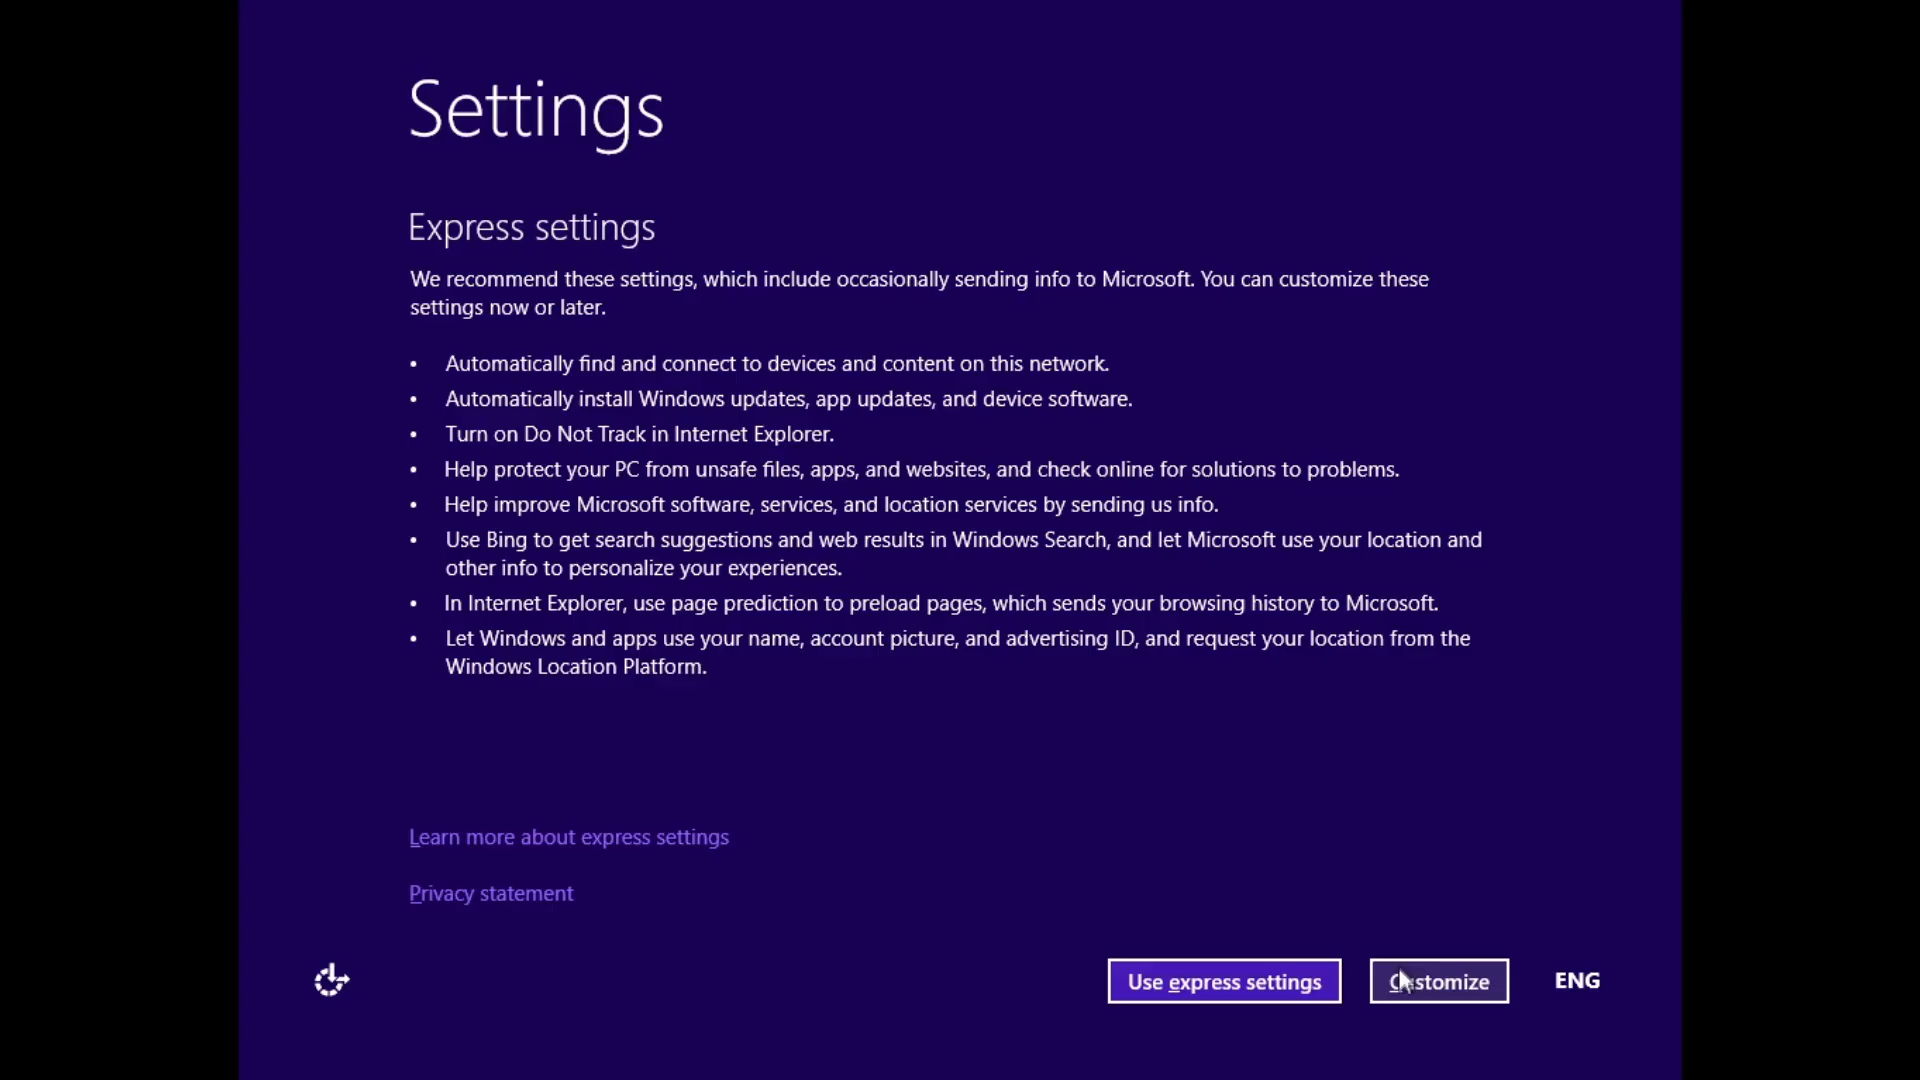 Settings
Express settings
We recommend these settings, which include occasionally sending info to Microsoft. You can customize these
settings now or later.
• Automatically find and connect to devices and content on this network.
• Automatically install Windows updates, app updates, and device software.
• Turn on Do Not Track in Internet Explorer.
• Help protect your PC from unsafe files, apps, and websites, and check online for solutions to problems.
• Help improve Microsoft software, services, and location services by sending us info.
• Use Bing to get search suggestions and web results in Windows Search, and let Microsoft use your location and
other info to personalize your experiences.
• In Internet Explorer, use page prediction to preload pages, which sends your browsing history to Microsoft.
• Let Windows and apps use your name, account picture, and advertising ID, and request your location from the
Windows Location Platform.
Learn more about express settings
Privacy statement
Use express settings
Customize
ENG